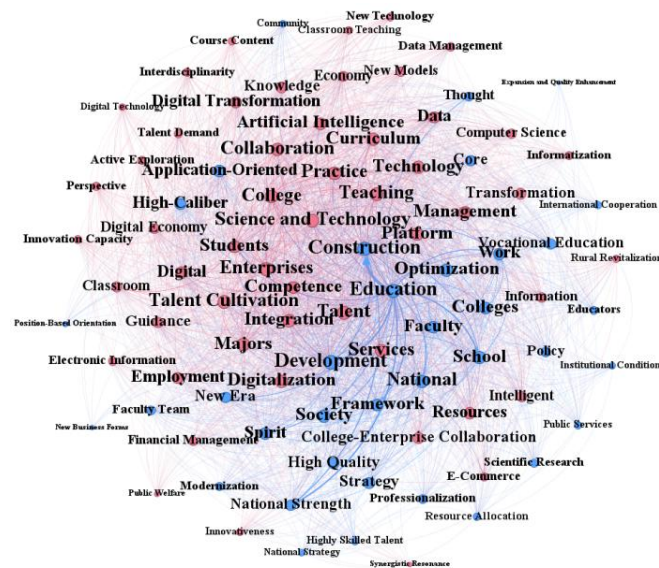 New Technology
Community
Classroom Teaching
Course Content
Data Management
Economy
New Models
Interdisciplinarity
Knowledge
Expansion and Quality Enhancement
Thought
Digital Transformation
Digital Technology
Data
Artificial Intelligence
Talent Demand
Computer Science
Curriculum
Collaboration
Informatization
Active Exploration
Core
Technology
Application-Oriented
Practice
Perspective
Teaching
Transformation
College
High-Caliber
International Cooperation
Management
Science and Technology
Digital Economy
Platform
Innovation Capacity
Vocational Education
Students
Construction
Work
Rural Revitalization
Enterprises
Optimization
Digital
Classroom
Competence
Education
Information
Talent Cultivation
Colleges
Educators
Talent
Position-Based Orientation
Guidance
Integration
Faculty
Majors
Services
Policy
School
Electronic Information
Development
Institutional Condition
Employment
Digitalization
National
New Era
Intelligent
Faculty Team
Framework
Society
Resources
Public Services
New Business Forms
Spirit
Financial Management
College-Enterprise Collaboration
High Quality
Scientific Research
E-Commerce
Strategy
Modernization
Public Welfare
Professionalization
National Strength
Resource Allocation
Innovativeness
Highly Skilled Talent
National Strategy
Synergistic Resonance